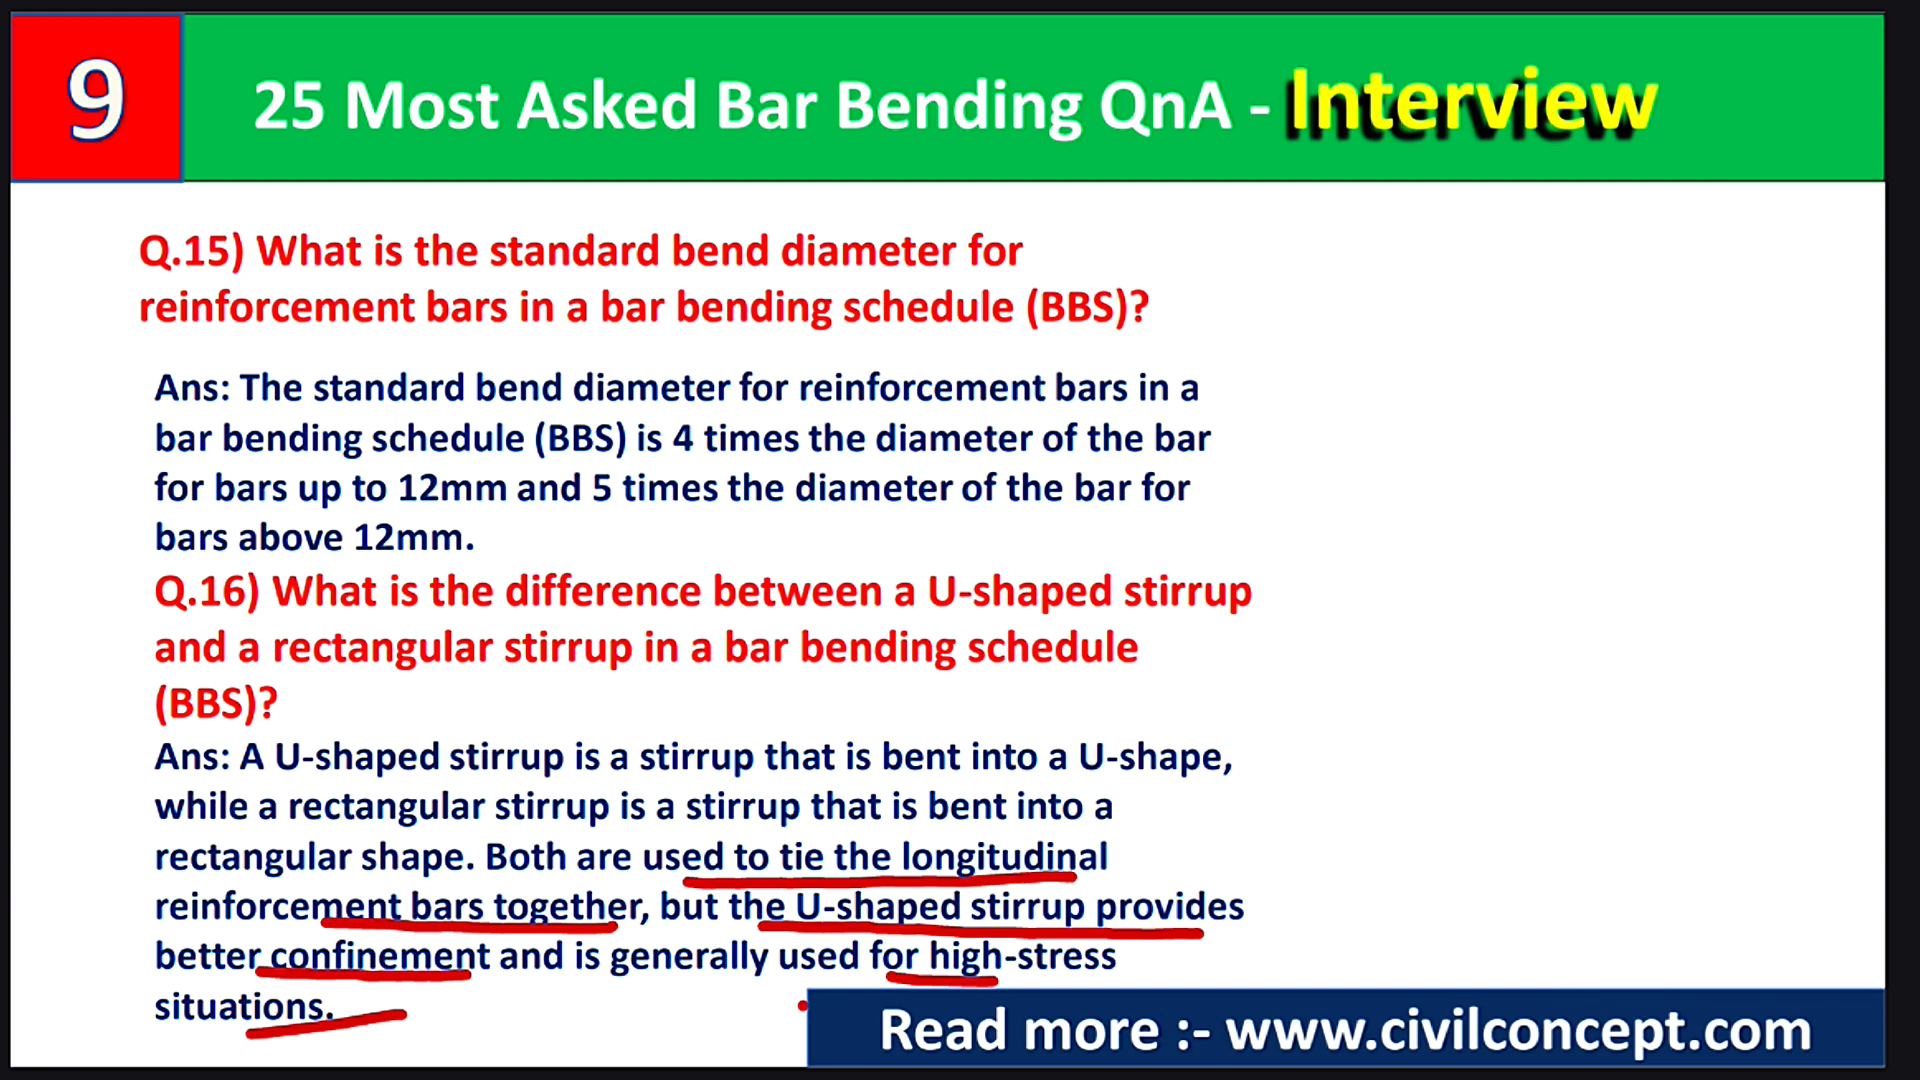 9
25 Most Asked Bar Bending QnA - Interview
Q.15) What is the standard bend diameter for
reinforcement bars in a bar bending schedule (BBS)?
Ans: The standard bend diameter for reinforcement bars in a
bar bending schedule (BBS) is 4 times the diameter of the bar
for bars up to 12mm and 5 times the diameter of the bar for
bars above 12mm.
Q.16) What is the difference between a U-shaped stirrup
and a rectangular stirrup in a bar bending schedule
(BBS)?
Ans: A U-shaped stirrup is a stirrup that is bent into a U-shape,
while a rectangular stirrup is a stirrup that is bent into a
rectangular shape. Both are used to tie the longitudinal
reinforcement bars together, but the U-shaped stirrup provides
better confinement and is generally used for high-stress
situations.
Read more :- www.civilconcept.com